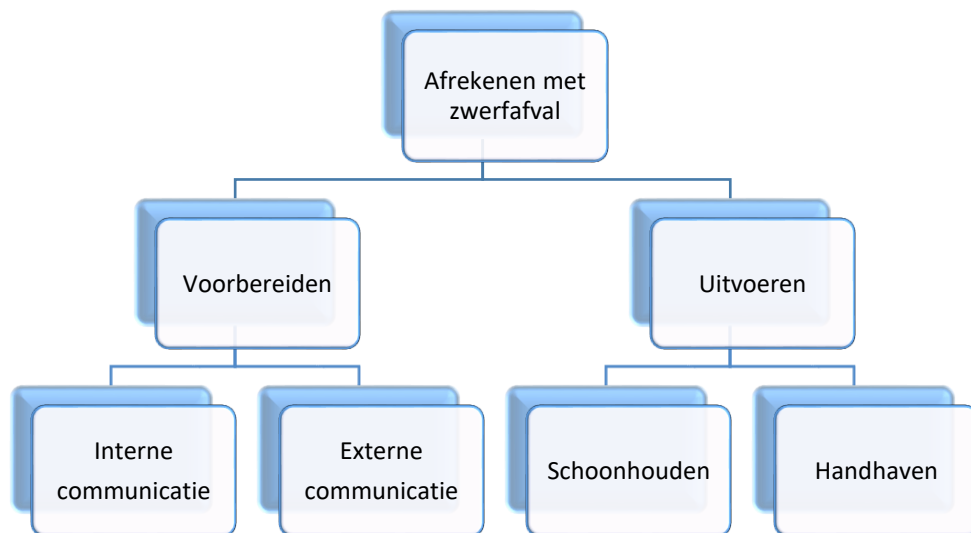 Afrekenen met
zwerfafval
Voorbereiden
Uitvoeren
Interne
communicatie
Externe
communicatie
Schoonhouden
Handhaven